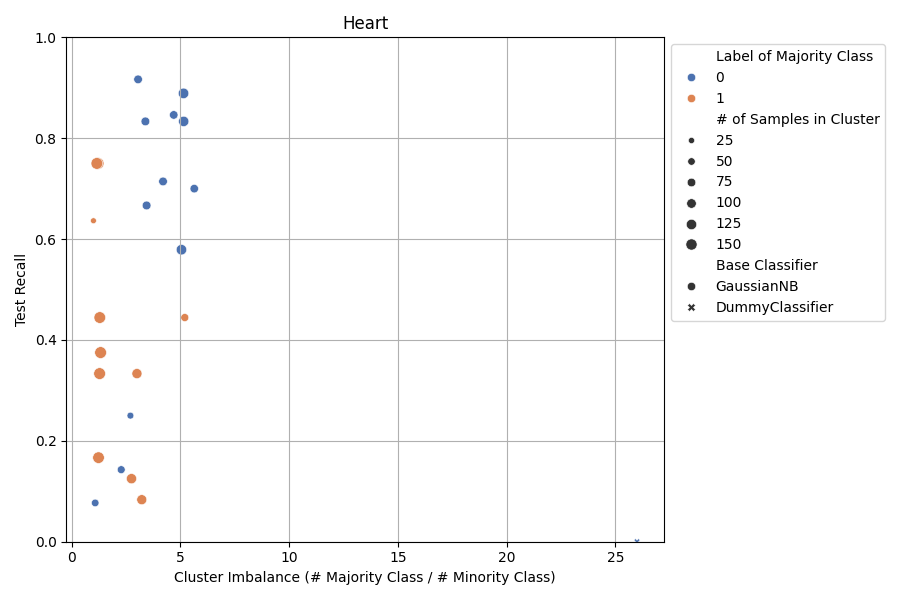 Heart
Test Recall
1.0
0.8
0.6
0.4
0.2
0.0
0
5
10
15
20
25
Cluster Imbalance (# Majority Class / # Minority Class)
Label of Majority Class
0
1
# of Samples in Cluster
25
50
75
100
125
150
Base Classifier
GaussianNB
DummyClassifier